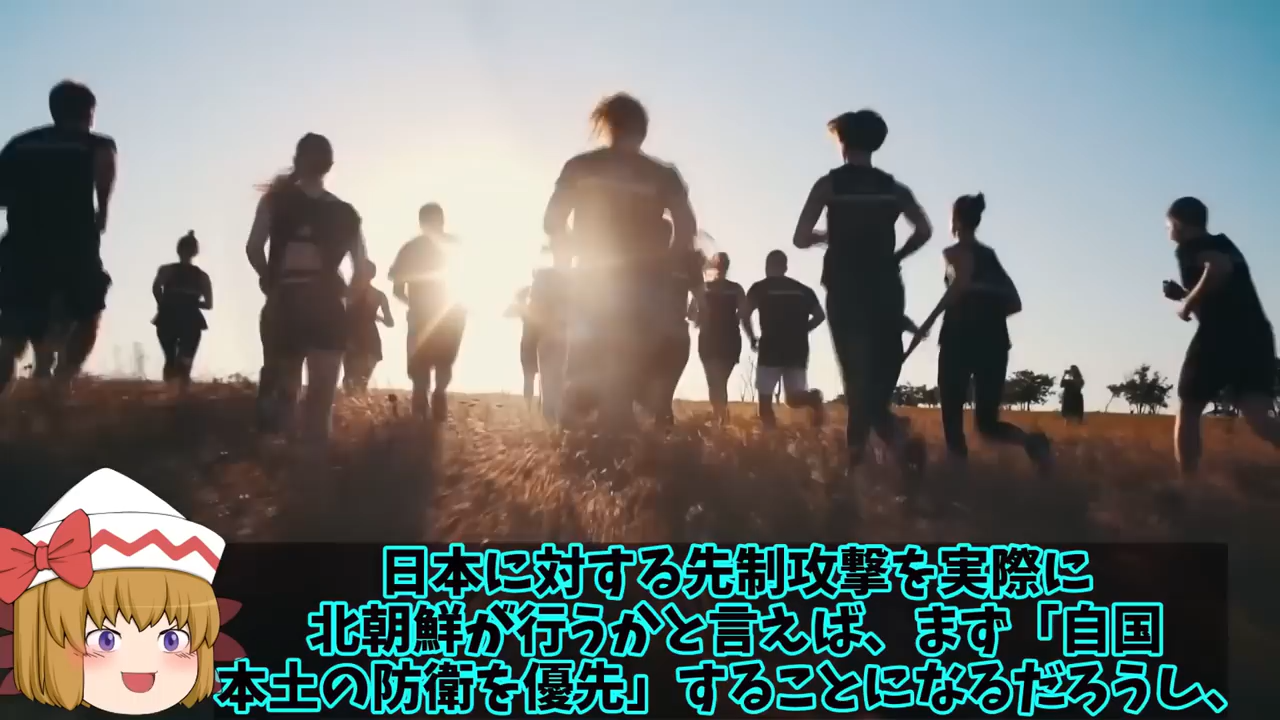 日本に対する先制攻撃を実際に
北朝鮮が行うかと言えば、まず「自国
本土の防衛を優先」することになるだろうし、